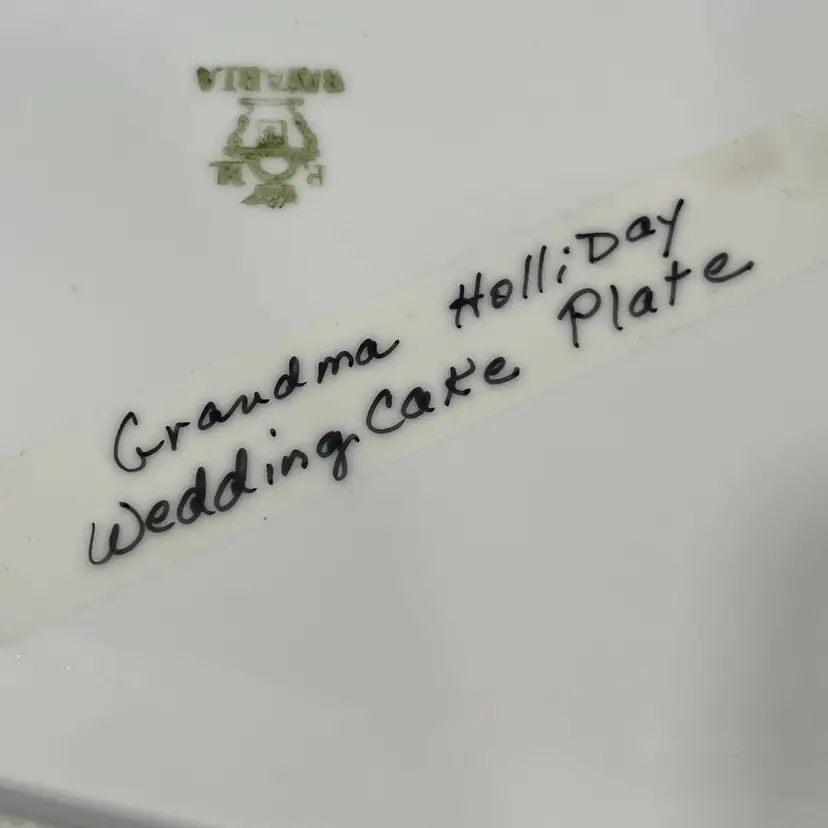 BAVARIA
P. M
Grandma Holliday
Wedding Cake Plate